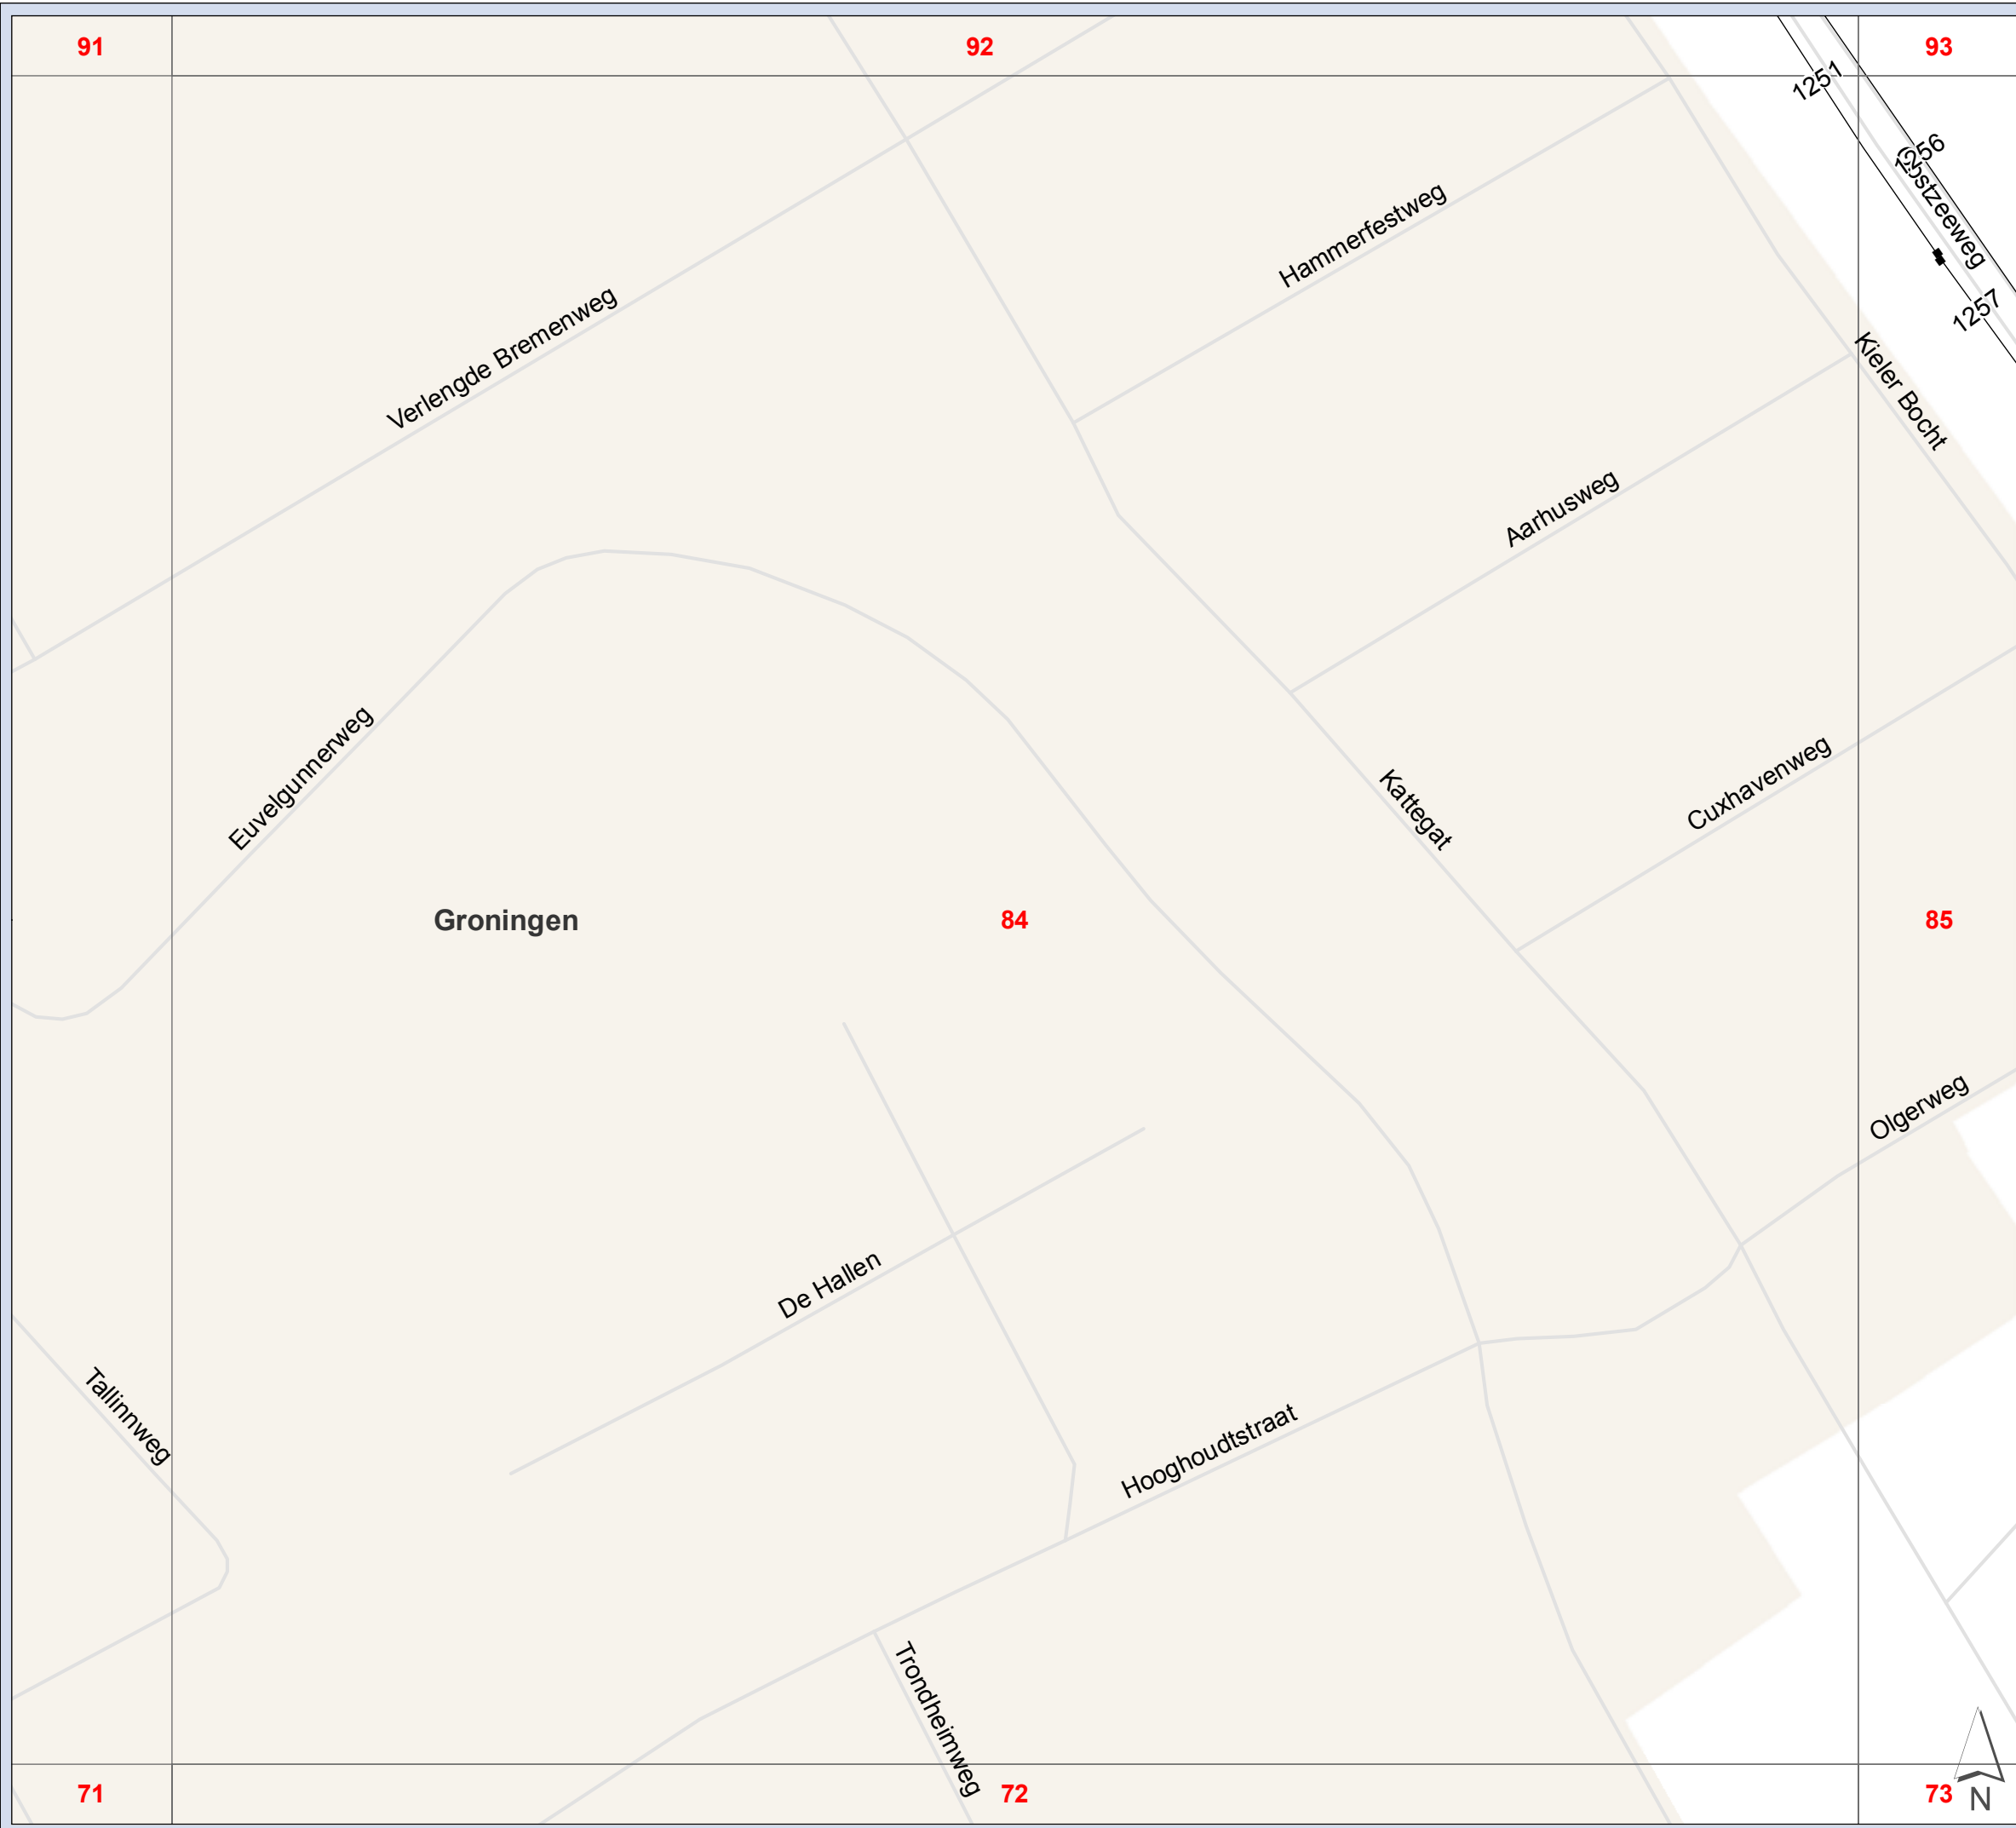 91
92
93
1251
1256
Oostzeeweg
1257
Hammerfestweg
Verlengde Bremenweg
Kieler Bocht
Aarhusweg
Euvelgunnerweg
Cuxhavenweg
Kattegat
Groningen
84
85
Olgerweg
De Hallen
Tallinnweg
Hooghoudtstraat
Trondheimweg
71
72
73
N